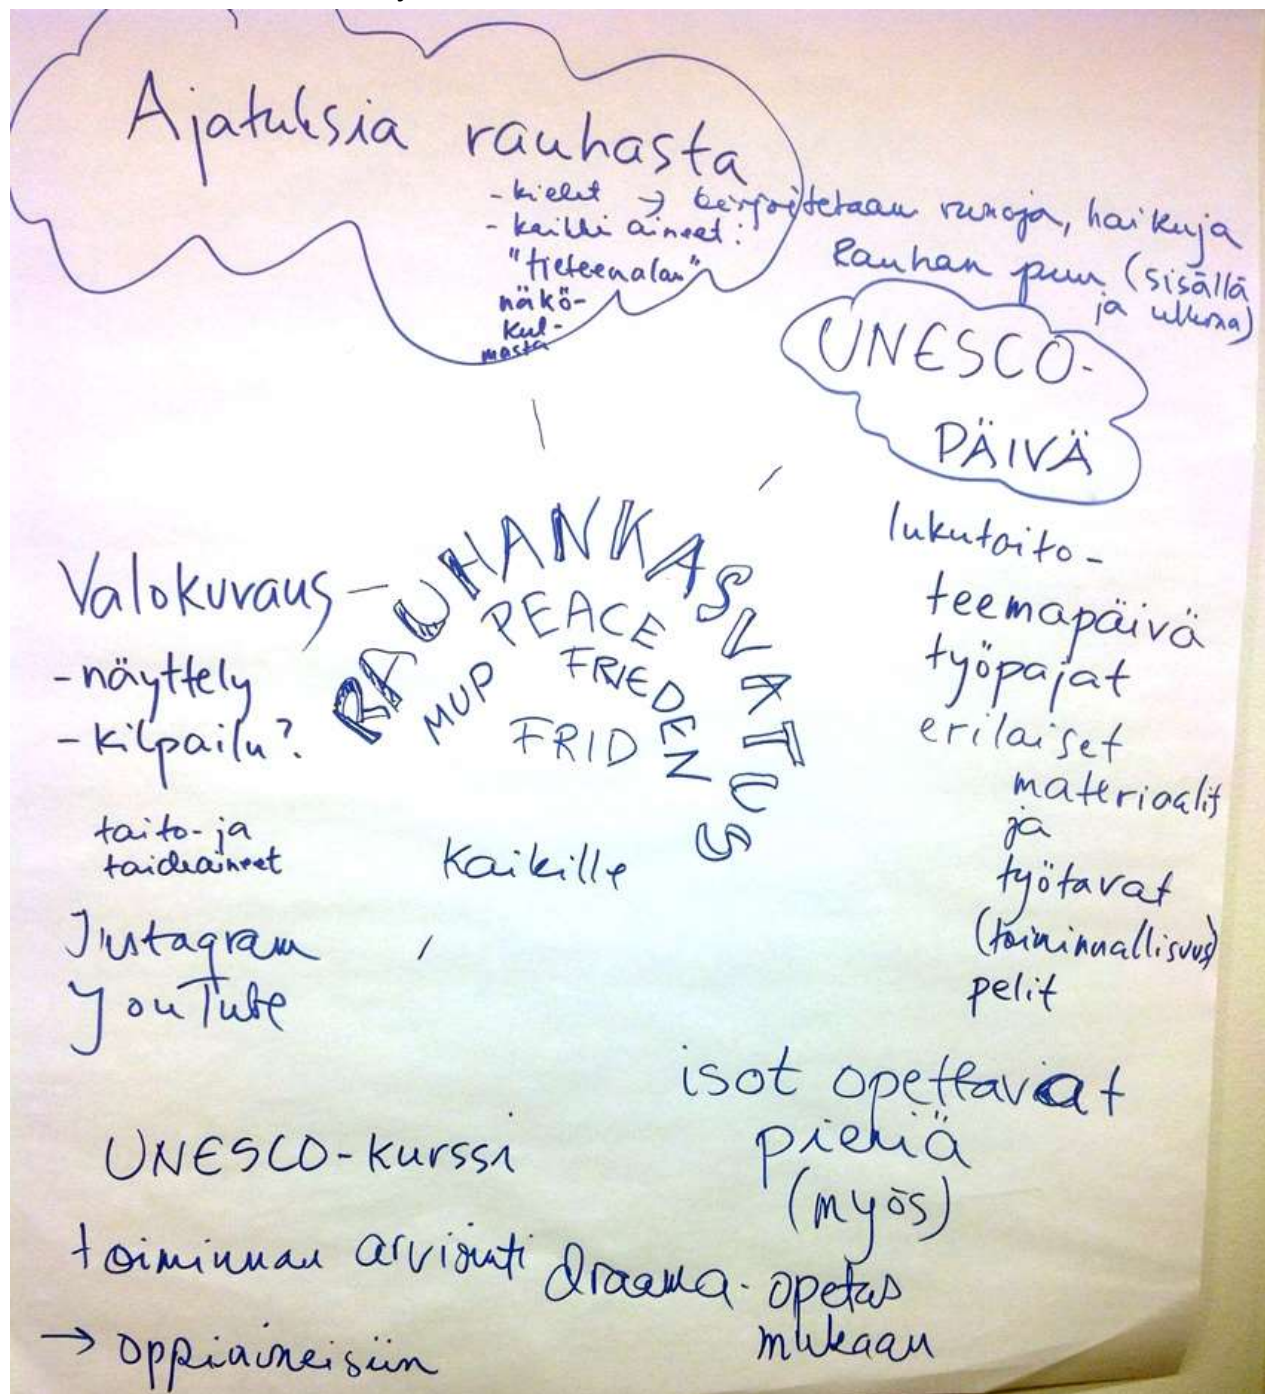 Ajatuksia rauhasta
- kielet → kirjoitetaan runoja, haikuja
- kaikki aineet:
"tieteenalan"
näkö-
kul-
masta
Rauhan puu (sisällä
ja ulkona)
UNESCO-
PÄIVÄ
lukutaito-
teemapäivä
työpajat
erilaiset
materiaalit
ja
työtavat
(toiminnallisuus)
pelit
RAUHANKASVATUS
PEACE
MUP
FRIEDEN
FRID
Kaikille
Valokuvaus
- näyttely
- kilpailu?
taito- ja
taideaineet
Instagram
YouTube
isot opettavat
pieniä
(myös)
UNESCO-kurssi
toiminnan arviointi
→ oppiaineisiin
draama-opetus
mukaan